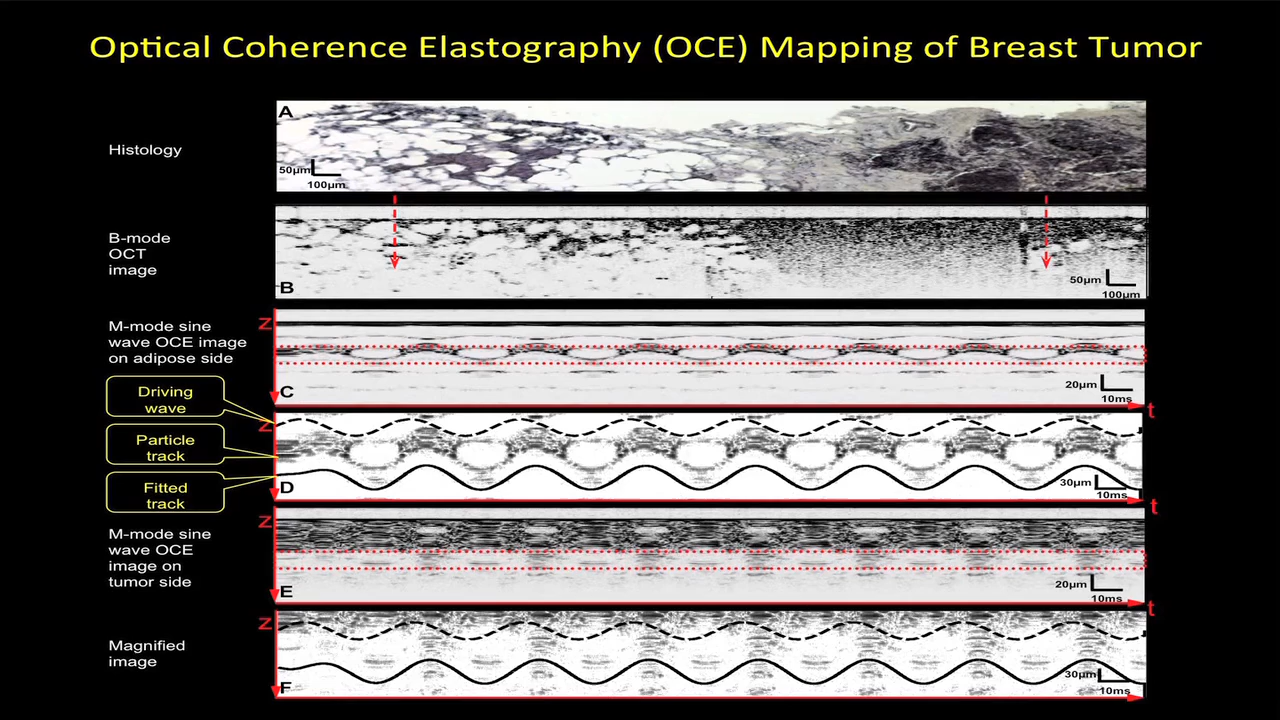 Optical Coherence Elastography (OCE) Mapping of Breast Tumor
Histology
A
50µm
100µm
B-mode
OCT
image
B
50µm
100µm
M-mode sine
wave OCE image
on adipose side
Z
C
20µm
10ms
t
Driving
wave
Particle
track
Fitted
track
Z
D
30µm
10ms
t
M-mode sine
wave OCE
image on
tumor side
Z
E
20µm
10ms
t
Magnified
image
Z
F
30µm
10ms